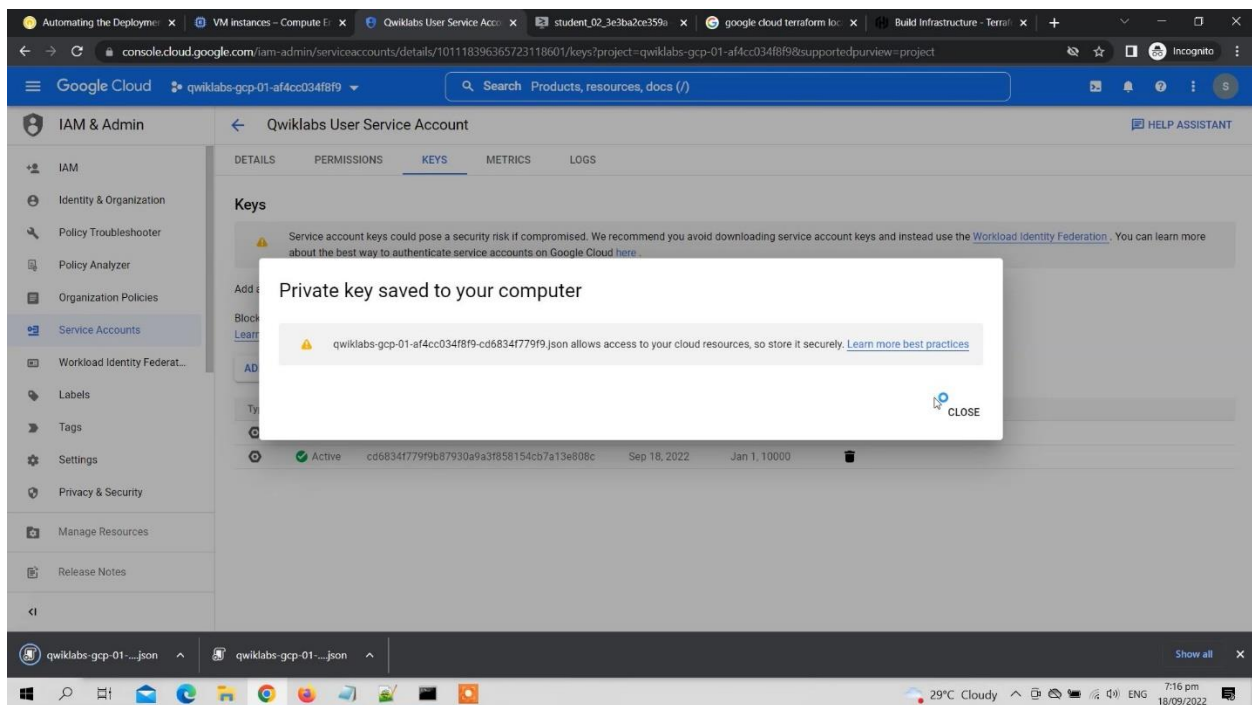 Automating the Deploymen
VM instances – Compute E
Qwiklabs User Service Acco
student_02_3e3ba2ce359a
google cloud terraform loc
Build Infrastructure - Terraf
console.cloud.google.com/iam-admin/serviceaccounts/details/101118396365723118601/keys?project=qwiklabs-gcp-01-af4cc034f8f9&supportedpurview=project
Incognito
Google Cloud
qwiklabs-gcp-01-af4cc034f8f9
Search Products, resources, docs (/)
S
IAM & Admin
Qwiklabs User Service Account
HELP ASSISTANT
DETAILS PERMISSIONS KEYS METRICS LOGS
IAM
Identity & Organization
Policy Troubleshooter
Policy Analyzer
Organization Policies
Service Accounts
Workload Identity Federat...
Labels
Tags
Settings
Privacy & Security
Manage Resources
Release Notes
Keys
Service account keys could pose a security risk if compromised. We recommend you avoid downloading service account keys and instead use the Workload Identity Federation . You can learn more
about the best way to authenticate service accounts on Google Cloud here .
Add a
Block
Learn
AD
Ty
Private key saved to your computer
qwiklabs-gcp-01-af4cc034f8f9-cd6834f779f9.json allows access to your cloud resources, so store it securely. Learn more best practices
CLOSE
Active cd6834f779f9b87930a9a3f858154cb7a13e808c Sep 18, 2022 Jan 1, 10000
qwiklabs-gcp-01-....json
qwiklabs-gcp-01-....json
Show all
29°C Cloudy
ENG
7:16 pm
18/09/2022